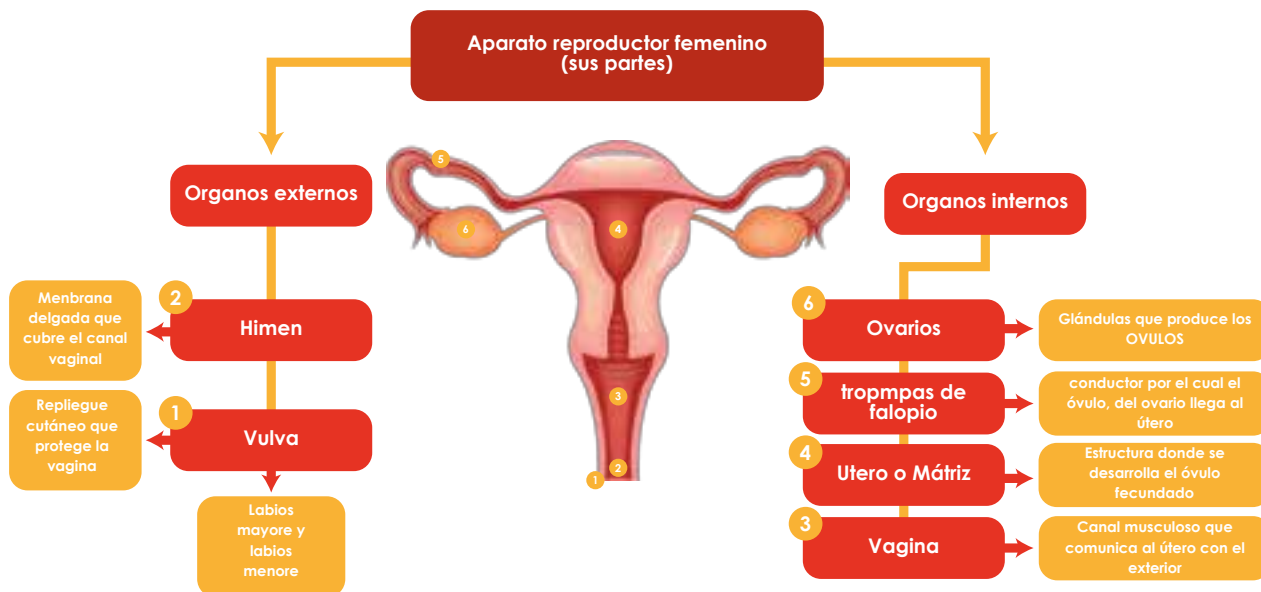 Aparato reproductor femenino
(sus partes)
Organos externos
2
Himen
Menbrana
delgada que
cubre el canal
vaginal
1
Vulva
Repliegue
cutáneo que
protege la
vagina
Labios
mayore y
labios
menore
5
6
4
3
2
1
Organos internos
6
Ovarios
Glándulas que produce los
OVULOS
5
tropmpas de
falopio
conductor por el cual el
óvulo, del ovario llega al
útero
4
Utero o Mátriz
Estructura donde se
desarrolla el óvulo
fecundado
3
Vagina
Canal musculoso que
comunica al útero con el
exterior